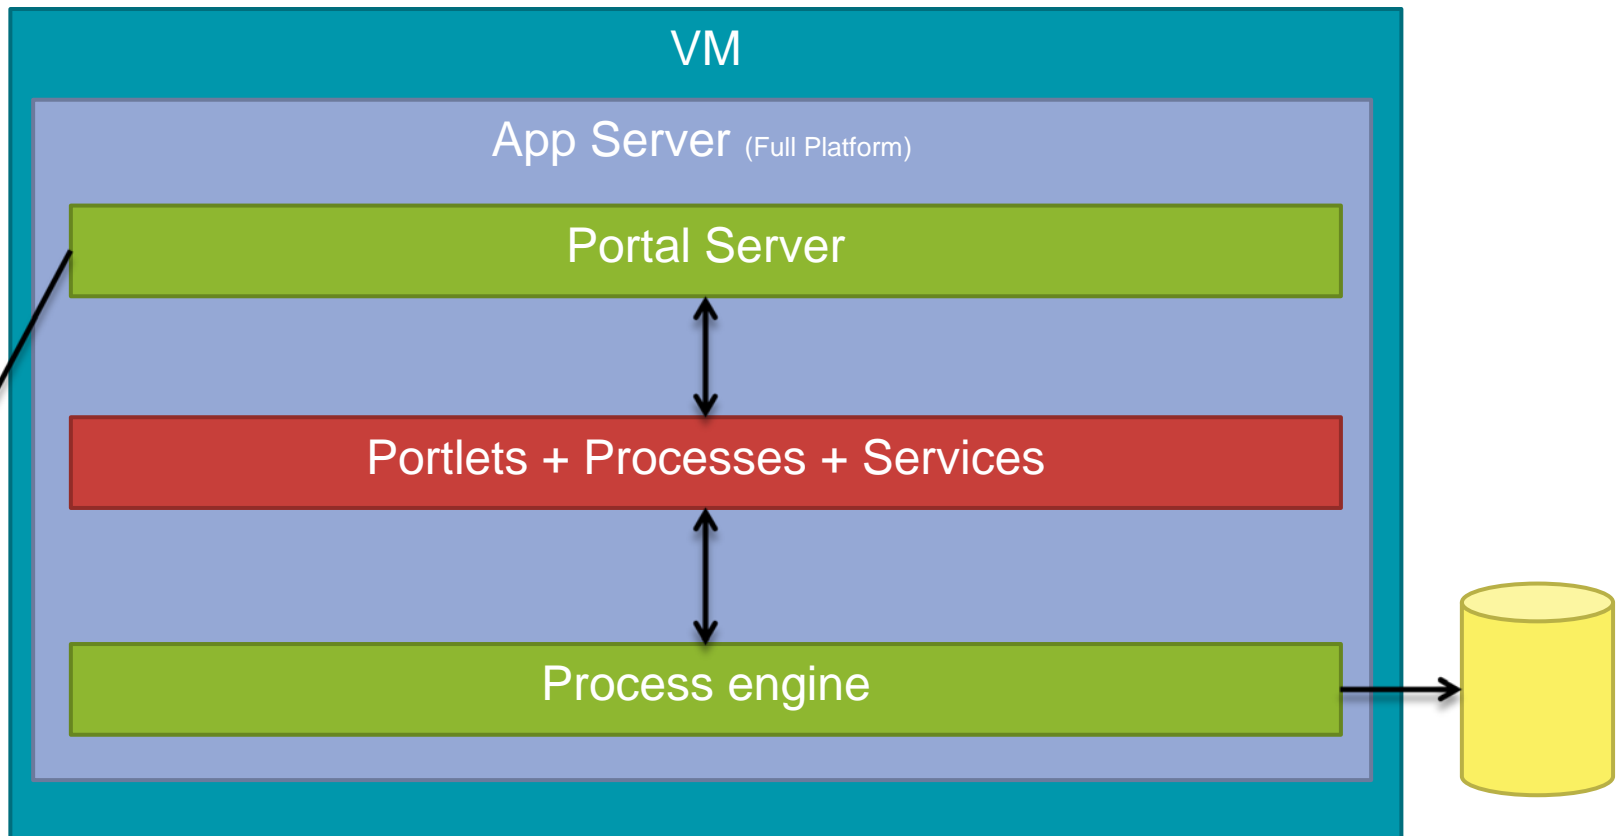 VM
App Server (Full Platform)
Portal Server
Portlets + Processes + Services
Process engine